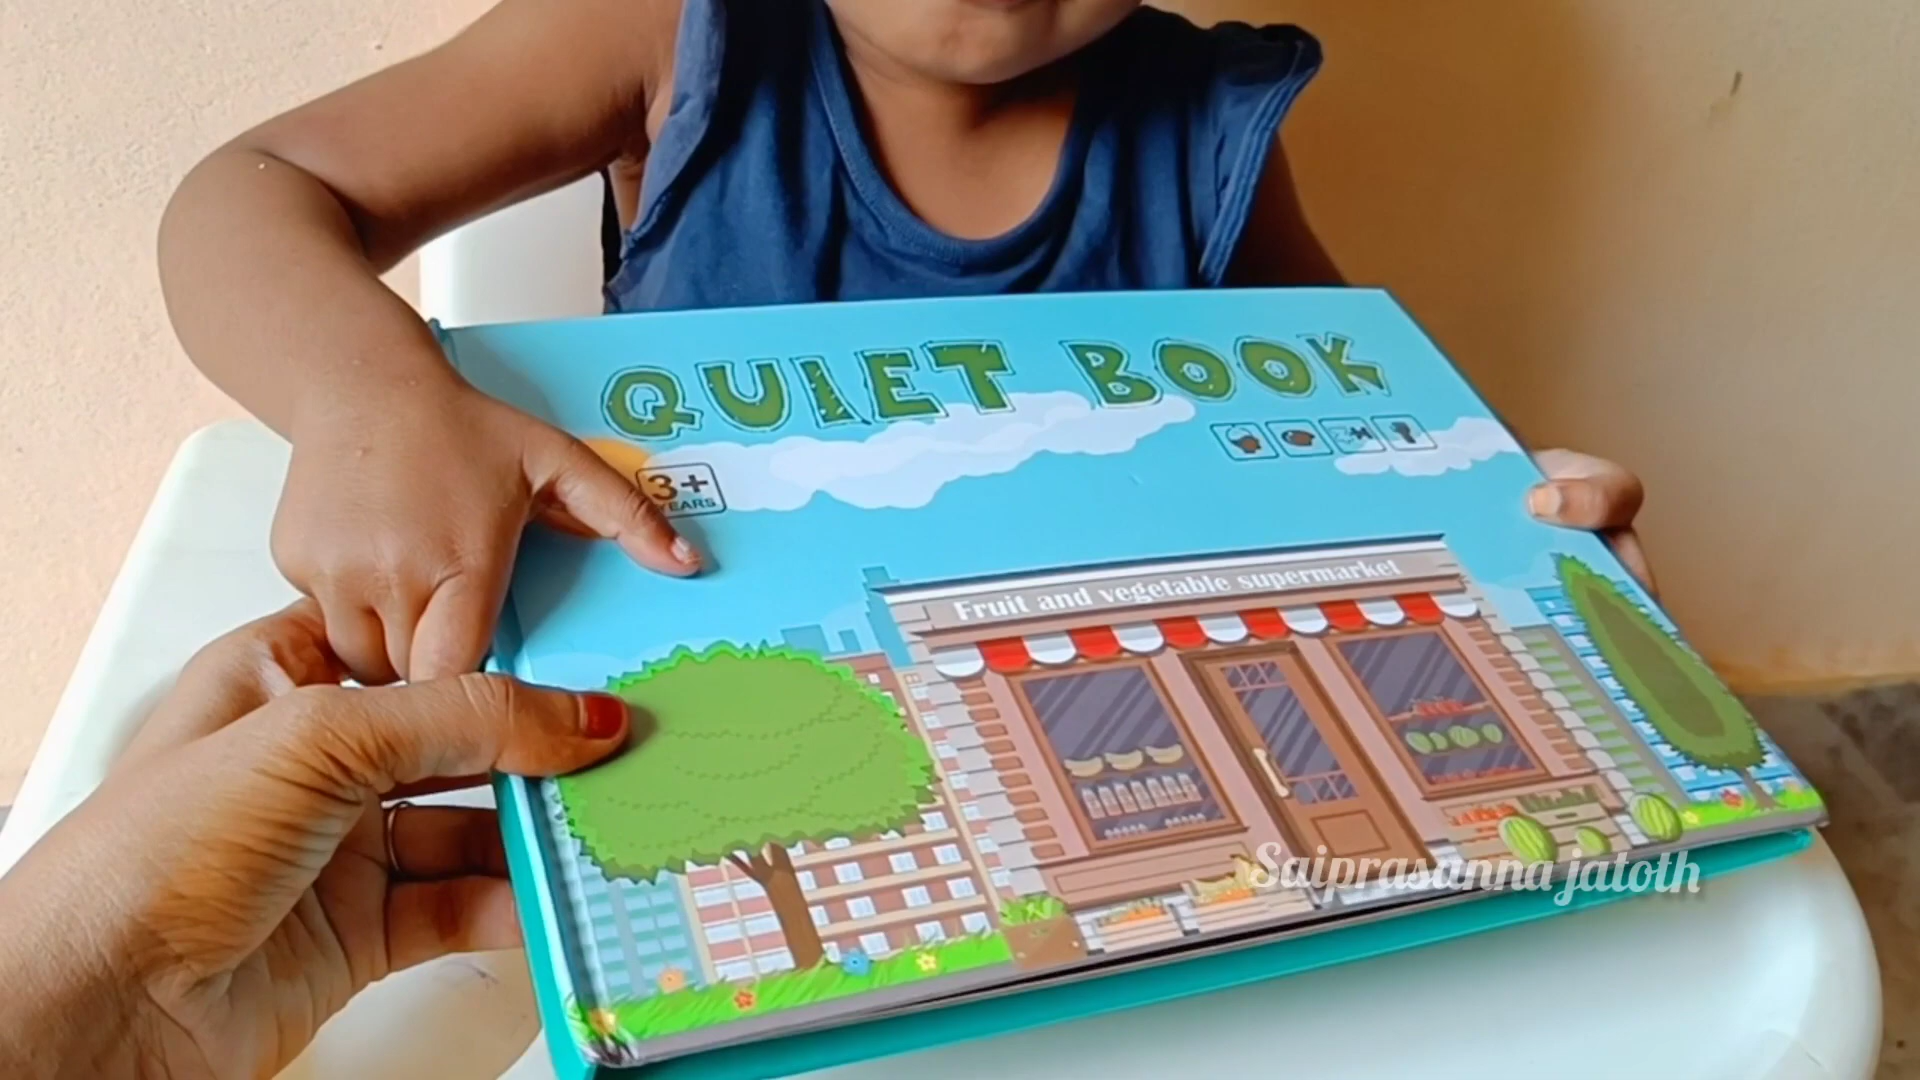 QUIET BOOK
3+
YEARS
Fruit and vegetable supermarket
Saiprasanna jatoth